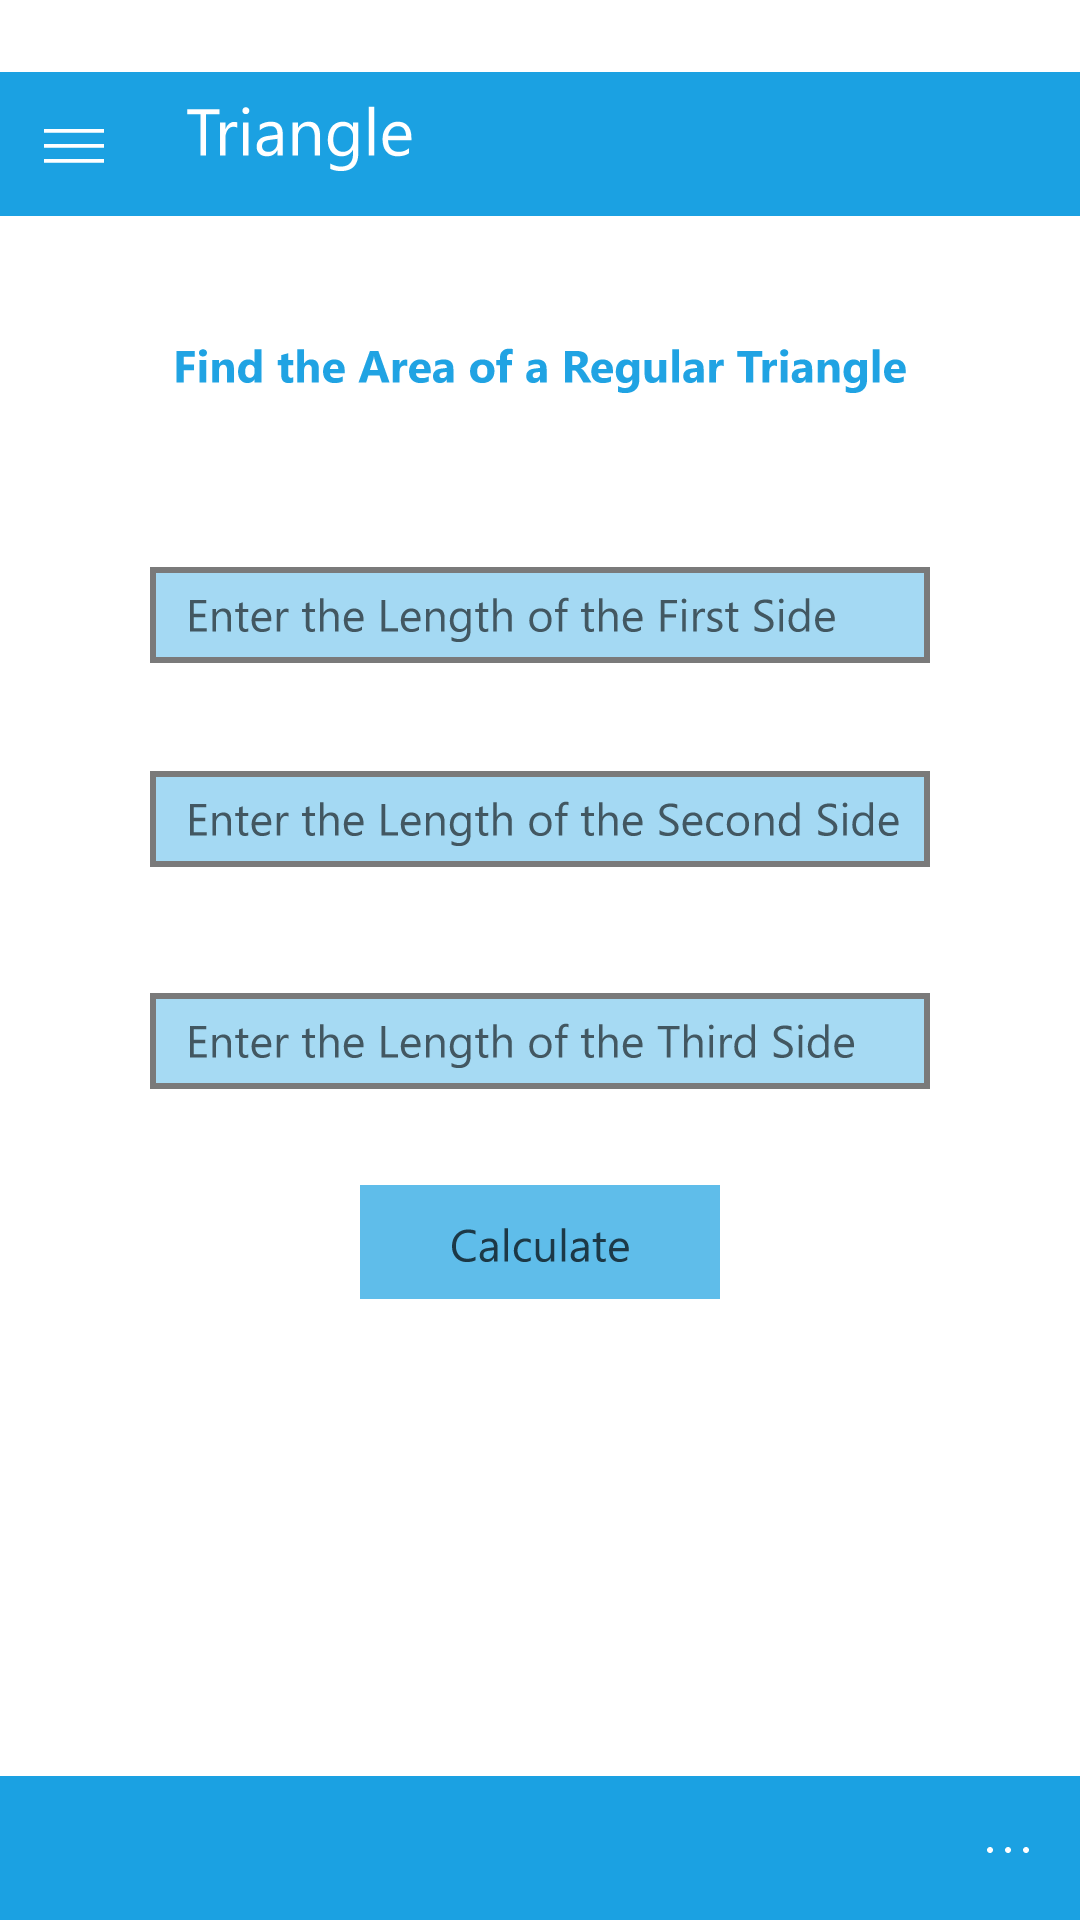 Triangle
Find the Area of a Regular Triangle
Enter the Length of the First Side
Enter the Length of the Second Side
Enter the Length of the Third Side
Calculate